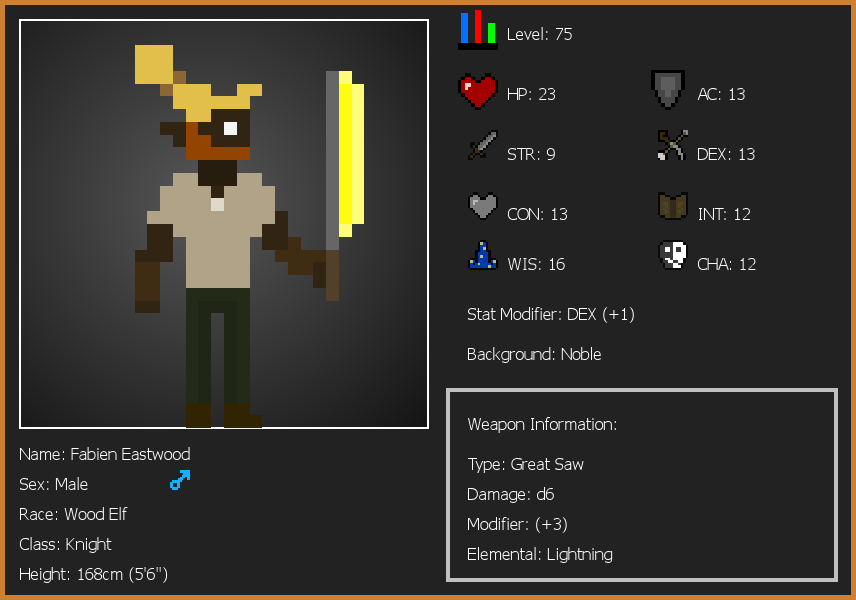 Level: 75
HP: 23
AC: 13
STR: 9
DEX: 13
CON: 13
INT: 12
WIS: 16
CHA: 12
Stat Modifier: DEX (+1)
Background: Noble
Weapon Information:
Type: Great Saw
Damage: d6
Modifier: (+3)
Elemental: Lightning
Name: Fabien Eastwood
Sex: Male
Race: Wood Elf
Class: Knight
Height: 168cm (5'6")